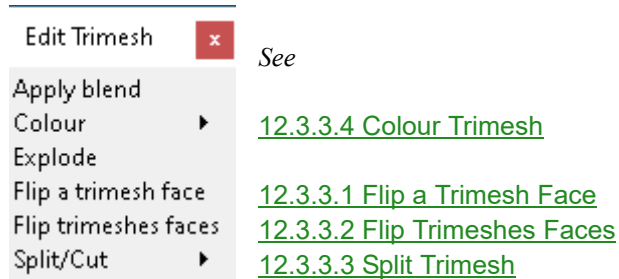 Edit Trimesh x
See
Apply blend
Colour 12.3.3.4 Colour Trimesh
Explode
Flip a trimesh face 12.3.3.1 Flip a Trimesh Face
Flip trimeshes faces 12.3.3.2 Flip Trimeshes Faces
Split/Cut 12.3.3.3 Split Trimesh